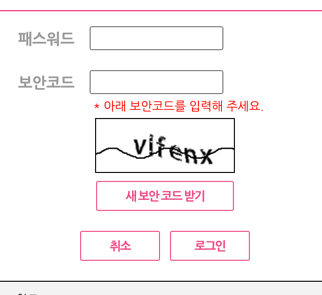 패스워드
보안코드
* 아래 보안코드를 입력해 주세요.
vifenx
새 보안 코드 받기
취소 로그인